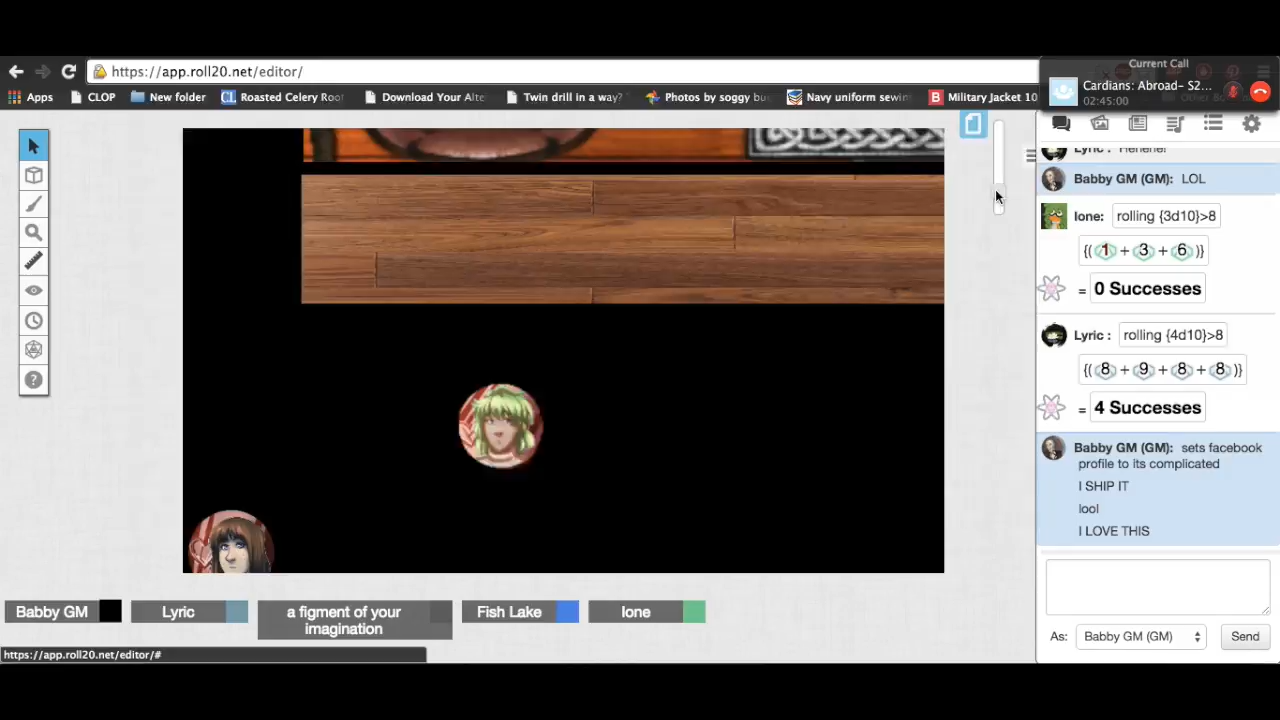 Current Call
Cardians: Abroad- S2...
02:45:00
https://app.roll20.net/editor/
Apps
CLOP
New folder
CL Roasted Celery Roo
Download Your Alte
Twin drill in a way?
Photos by soggy bu
Navy uniform sewin
B Military Jacket 10
Lyric : Hehehe!
Babby GM (GM): LOL
Ione: rolling {3d10}>8
{(1 + 3 + 6)}
= 0 Successes
Lyric : rolling {4d10}>8
{(8 + 9 + 8 + 8)}
= 4 Successes
Babby GM (GM): sets facebook
profile to its complicated
I SHIP IT
lool
I LOVE THIS
As: Babby GM (GM) Send
Babby GM
Lyric
a figment of your
imagination
Fish Lake
Ione
https://app.roll20.net/editor/#